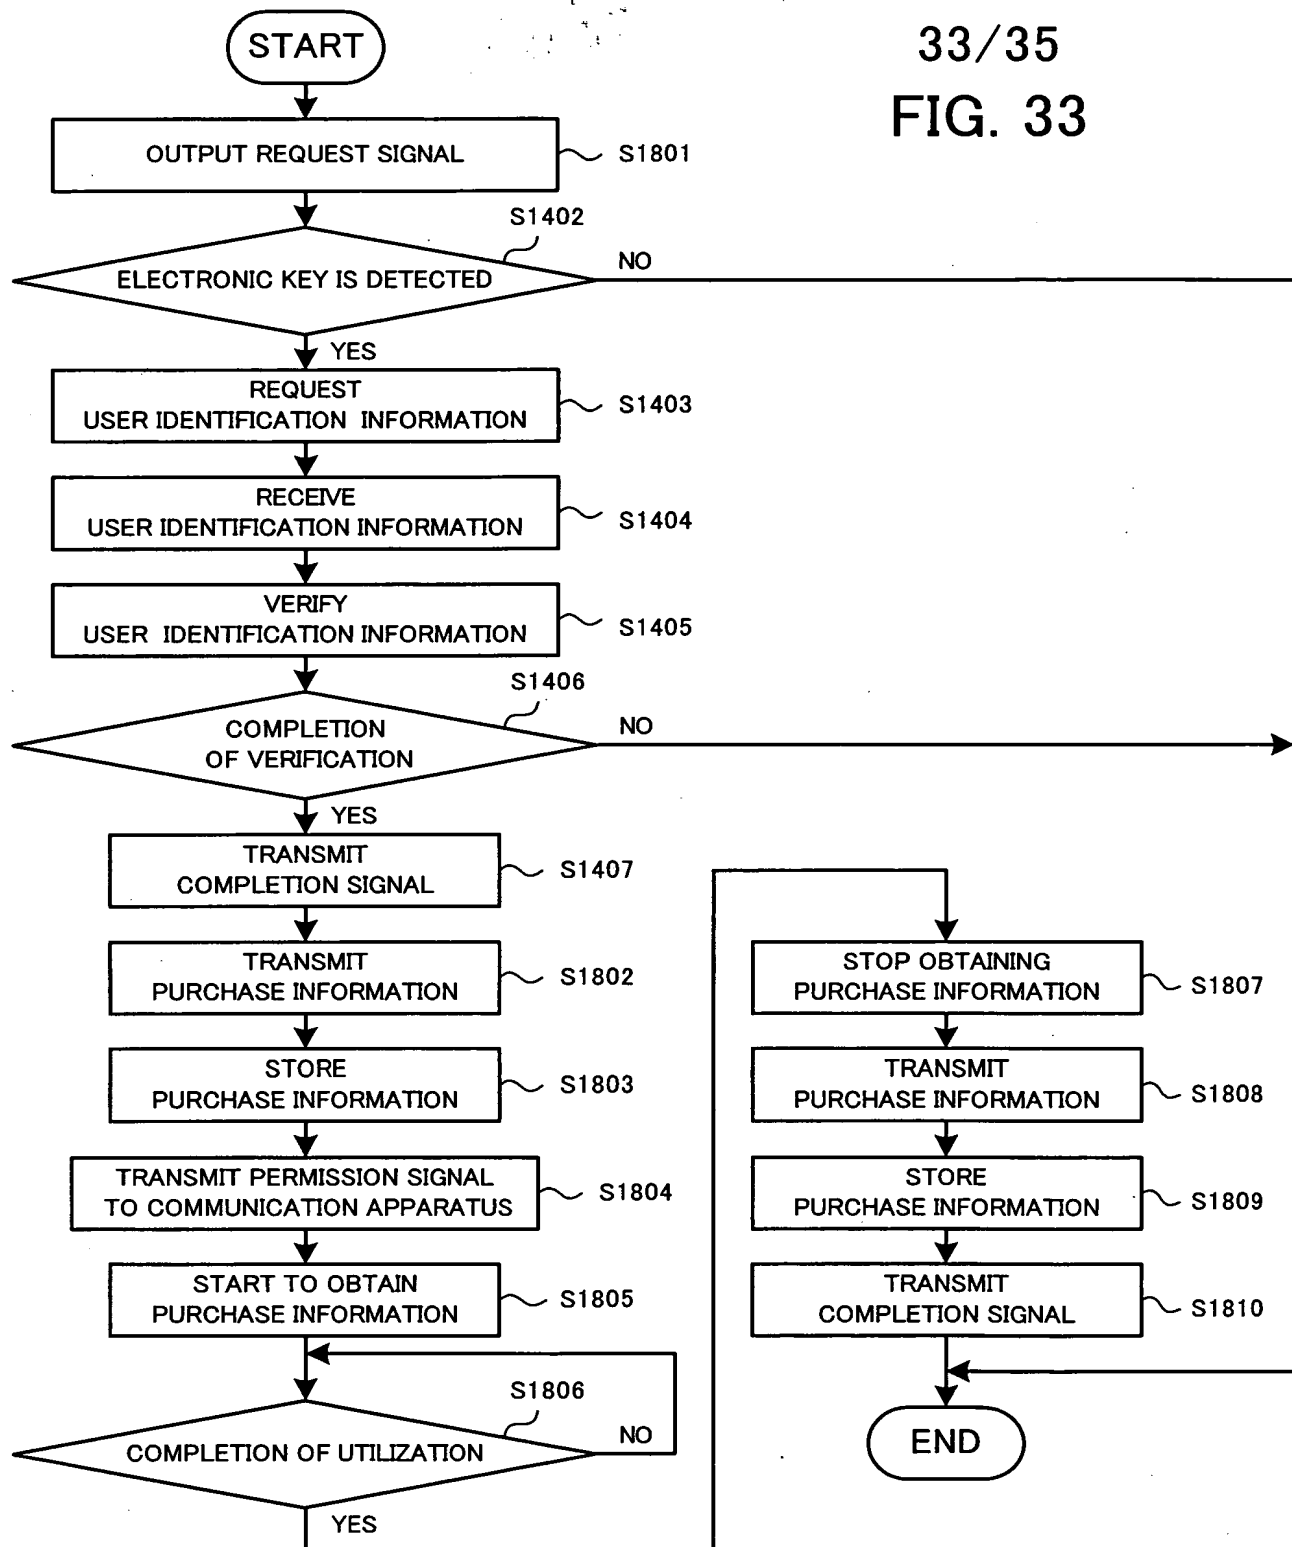 33/35
FIG. 33
START
OUTPUT REQUEST SIGNAL
S1801
S1402
ELECTRONIC KEY IS DETECTED
NO
YES
REQUEST
USER IDENTIFICATION INFORMATION
S1403
RECEIVE
USER IDENTIFICATION INFORMATION
S1404
VERIFY
USER IDENTIFICATION INFORMATION
S1405
S1406
COMPLETION
OF VERIFICATION
NO
YES
TRANSMIT
COMPLETION SIGNAL
S1407
TRANSMIT
PURCHASE INFORMATION
S1802
STORE
PURCHASE INFORMATION
S1803
TRANSMIT PERMISSION SIGNAL
TO COMMUNICATION APPARATUS
S1804
START TO OBTAIN
PURCHASE INFORMATION
S1805
S1806
COMPLETION OF UTILIZATION
NO
YES
STOP OBTAINING
PURCHASE INFORMATION
S1807
TRANSMIT
PURCHASE INFORMATION
S1808
STORE
PURCHASE INFORMATION
S1809
TRANSMIT
COMPLETION SIGNAL
S1810
END